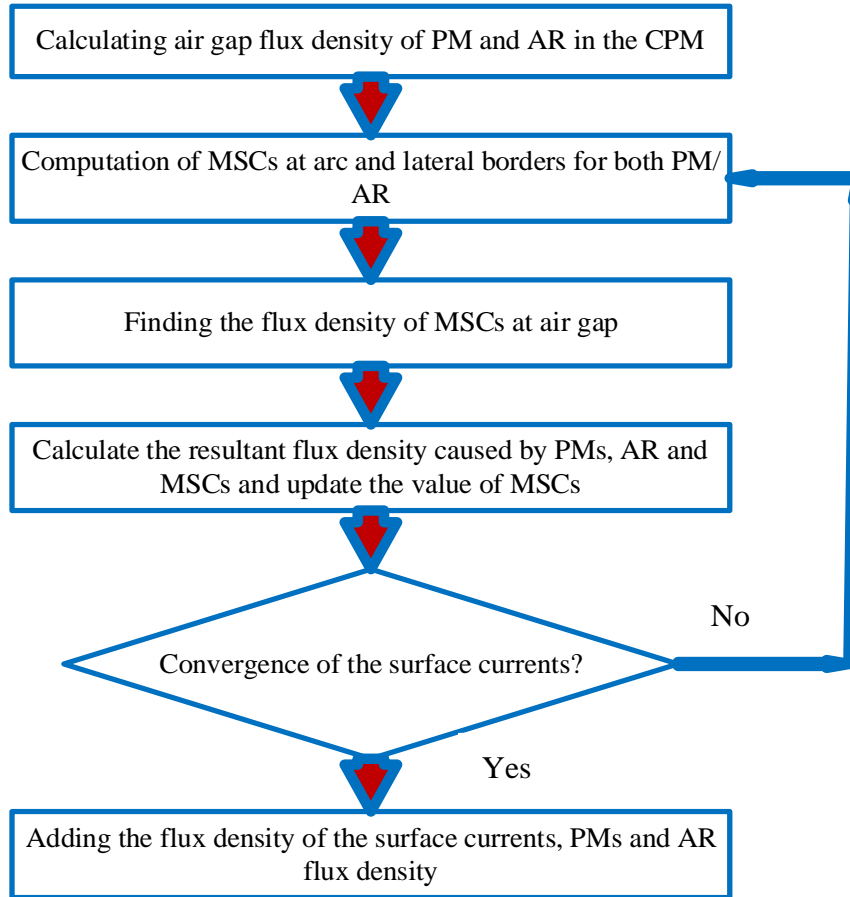 Calculating air gap flux density of PM and AR in the CPM
Computation of MSCs at arc and lateral borders for both PM/
AR
Finding the flux density of MSCs at air gap
Calculate the resultant flux density caused by PMs, AR and
MSCs and update the value of MSCs
No
Convergence of the surface currents?
Yes
Adding the flux density of the surface currents, PMs and AR
flux density